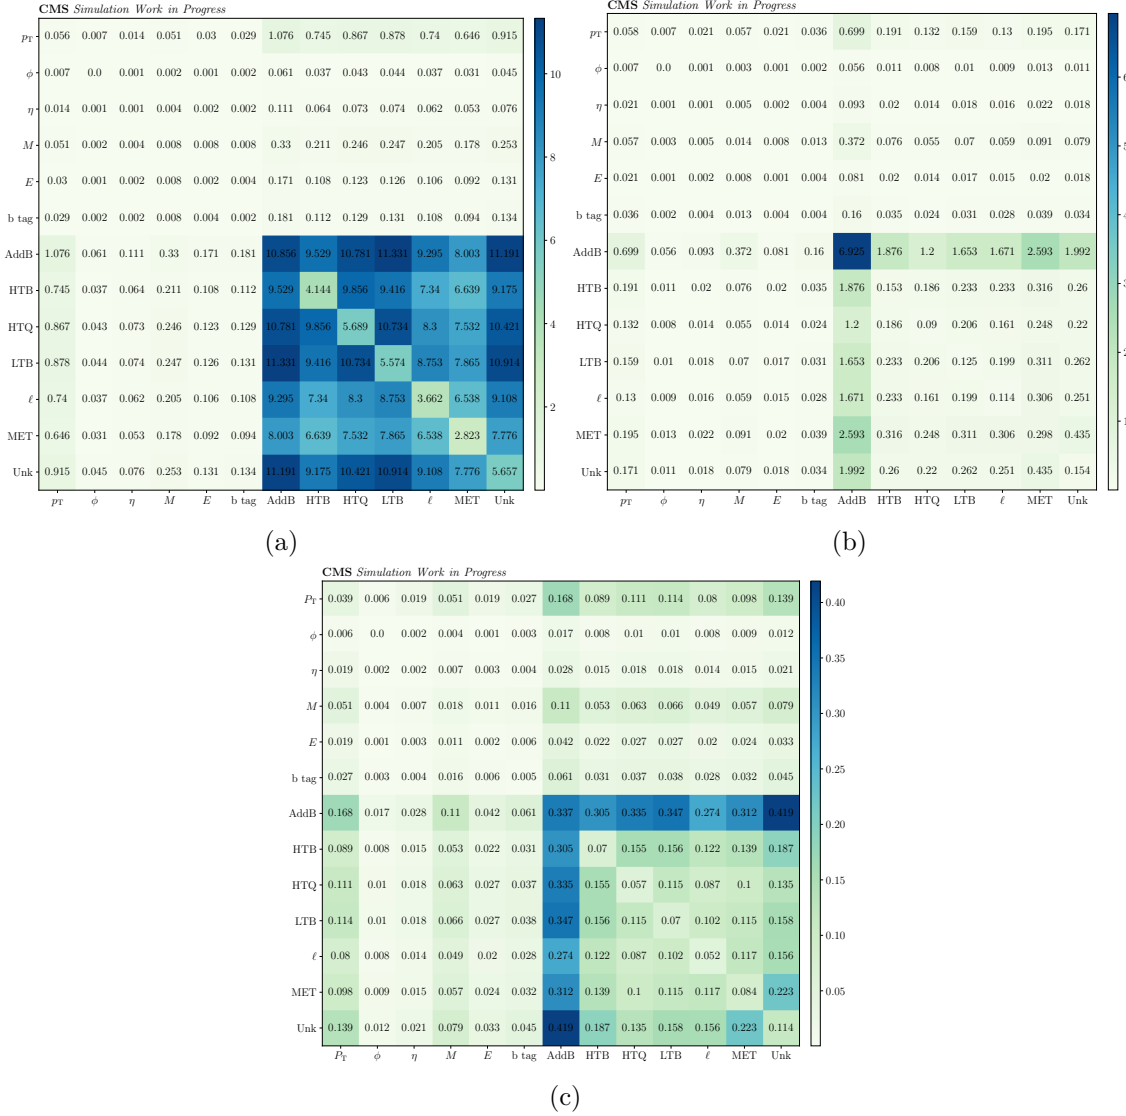 CMS Simulation Work in Progress
pT 0.056 0.007 0.014 0.051 0.03 0.029 1.076 0.745 0.867 0.878 0.74 0.646 0.915
ϕ 0.007 0.0 0.001 0.002 0.001 0.002 0.061 0.037 0.043 0.044 0.037 0.031 0.045
η 0.014 0.001 0.001 0.004 0.002 0.002 0.111 0.064 0.073 0.074 0.062 0.053 0.076
M 0.051 0.002 0.004 0.008 0.008 0.008 0.33 0.211 0.246 0.247 0.205 0.178 0.253
E 0.03 0.001 0.002 0.008 0.002 0.004 0.171 0.108 0.123 0.126 0.106 0.092 0.131
b tag 0.029 0.002 0.002 0.008 0.004 0.002 0.181 0.112 0.129 0.131 0.108 0.094 0.134
AddB 1.076 0.061 0.111 0.33 0.171 0.181 10.856 9.529 10.781 11.331 9.295 8.003 11.191
HTB 0.745 0.037 0.064 0.211 0.108 0.112 9.529 4.144 9.856 9.416 7.34 6.639 9.175
HTQ 0.867 0.043 0.073 0.246 0.123 0.129 10.781 9.856 5.689 10.734 8.3 7.532 10.421
LTB 0.878 0.044 0.074 0.247 0.126 0.131 11.331 9.416 10.734 5.574 8.753 7.865 10.914
ℓ 0.74 0.037 0.062 0.205 0.106 0.108 9.295 7.34 8.3 8.753 3.662 6.538 9.108
MET 0.646 0.031 0.053 0.178 0.092 0.094 8.003 6.639 7.532 7.865 6.538 2.823 7.776
Unk 0.915 0.045 0.076 0.253 0.131 0.134 11.191 9.175 10.421 10.914 9.108 7.776 5.657
pT ϕ η M E b tag AddB HTB HTQ LTB ℓ MET Unk
10
8
6
4
2
(a)
CMS Simulation Work in Progress
pT 0.058 0.007 0.021 0.057 0.021 0.036 0.699 0.191 0.132 0.159 0.13 0.195 0.171
ϕ 0.007 0.0 0.001 0.003 0.001 0.002 0.056 0.011 0.008 0.01 0.009 0.013 0.011
η 0.021 0.001 0.001 0.005 0.002 0.004 0.093 0.02 0.014 0.018 0.016 0.022 0.018
M 0.057 0.003 0.005 0.014 0.008 0.013 0.372 0.076 0.055 0.07 0.059 0.091 0.079
E 0.021 0.001 0.002 0.008 0.001 0.004 0.081 0.02 0.014 0.017 0.015 0.02 0.018
b tag 0.036 0.002 0.004 0.013 0.004 0.004 0.16 0.035 0.024 0.031 0.028 0.039 0.034
AddB 0.699 0.056 0.093 0.372 0.081 0.16 6.925 1.876 1.2 1.653 1.671 2.593 1.992
HTB 0.191 0.011 0.02 0.076 0.02 0.035 1.876 0.153 0.186 0.233 0.233 0.316 0.26
HTQ 0.132 0.008 0.014 0.055 0.014 0.024 1.2 0.186 0.09 0.206 0.161 0.248 0.22
LTB 0.159 0.01 0.018 0.07 0.017 0.031 1.653 0.233 0.206 0.125 0.199 0.311 0.262
ℓ 0.13 0.009 0.016 0.059 0.015 0.028 1.671 0.233 0.161 0.199 0.114 0.306 0.251
MET 0.195 0.013 0.022 0.091 0.02 0.039 2.593 0.316 0.248 0.311 0.306 0.298 0.435
Unk 0.171 0.011 0.018 0.079 0.018 0.034 1.992 0.26 0.22 0.262 0.251 0.435 0.154
pT ϕ η M E b tag AddB HTB HTQ LTB ℓ MET Unk
6
5
4
3
2
1
(b)
CMS Simulation Work in Progress
PT 0.039 0.006 0.019 0.051 0.019 0.027 0.168 0.089 0.111 0.114 0.08 0.098 0.139
ϕ 0.006 0.0 0.002 0.004 0.001 0.003 0.017 0.008 0.01 0.01 0.008 0.009 0.012
η 0.019 0.002 0.002 0.007 0.003 0.004 0.028 0.015 0.018 0.018 0.014 0.015 0.021
M 0.051 0.004 0.007 0.018 0.011 0.016 0.11 0.053 0.063 0.066 0.049 0.057 0.079
E 0.019 0.001 0.003 0.011 0.002 0.006 0.042 0.022 0.027 0.027 0.02 0.024 0.033
b tag 0.027 0.003 0.004 0.016 0.006 0.005 0.061 0.031 0.037 0.038 0.028 0.032 0.045
AddB 0.168 0.017 0.028 0.11 0.042 0.061 0.337 0.305 0.335 0.347 0.274 0.312 0.419
HTB 0.089 0.008 0.015 0.053 0.022 0.031 0.305 0.07 0.155 0.156 0.122 0.139 0.187
HTQ 0.111 0.01 0.018 0.063 0.027 0.037 0.335 0.155 0.057 0.115 0.087 0.1 0.135
LTB 0.114 0.01 0.018 0.066 0.027 0.038 0.347 0.156 0.115 0.07 0.102 0.115 0.158
ℓ 0.08 0.008 0.014 0.049 0.02 0.028 0.274 0.122 0.087 0.102 0.052 0.117 0.156
MET 0.098 0.009 0.015 0.057 0.024 0.032 0.312 0.139 0.1 0.115 0.117 0.084 0.223
Unk 0.139 0.012 0.021 0.079 0.033 0.045 0.419 0.187 0.135 0.158 0.156 0.223 0.114
PT ϕ η M E b tag AddB HTB HTQ LTB ℓ MET Unk
0.40
0.35
0.30
0.25
0.20
0.15
0.10
0.05
(c)